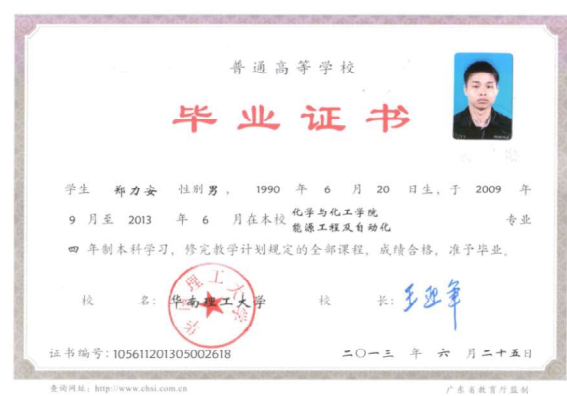 普通高等学校
毕业证书
学生 郑力安 性别 男 , 1990 年 6 月 20 日生, 于 2009 年
9 月至 2013 年 6 月在本校 化学与化工学院 能源工程及自动化 专业
四 年制本科学习, 修完教学计划规定的全部课程, 成绩合格, 准予毕业。
校 名: 华南理工大学 校 长: 王迎军
证书编号: 105611201305002618 二〇一三 年 六 月二十五日
查询网址: http://www.chsi.com.cn 广东省教育厅监制